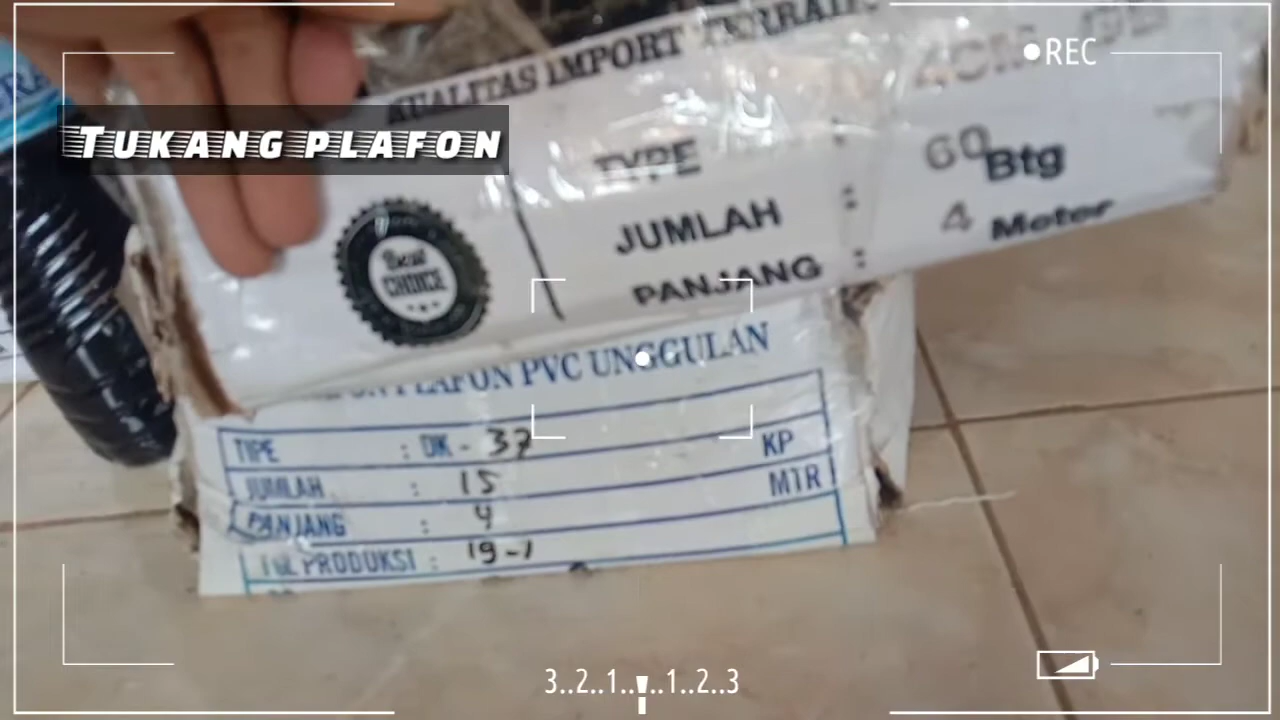 REC
TUKANG PLAFON
KUALITAS IMPORT TERBAIK
TYPE :
JUMLAH : 60 Btg
PANJANG : 4 Meter
Best
CHOICE
PLAFON PVC UNGGULAN
TIPE : DK - 37 KP
JUMLAH : 15 MTR
PANJANG : 4
TGL PRODUKSI : 19-1
3..2..1..!..1..2..3